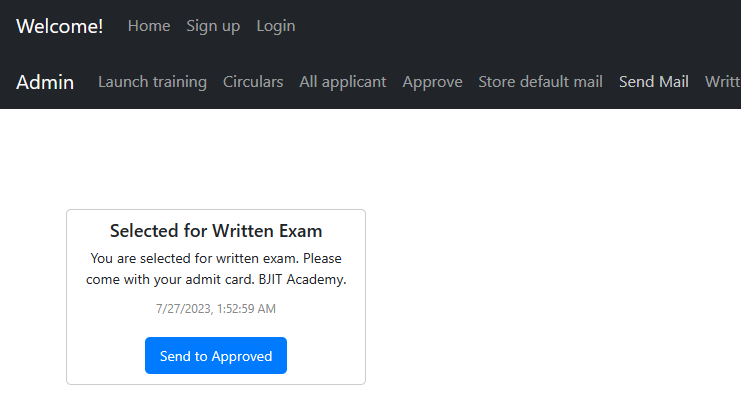 Welcome! Home Sign up Login
Admin Launch training Circulars All applicant Approve Store default mail Send Mail Writt
Selected for Written Exam
You are selected for written exam. Please
come with your admit card. BJIT Academy.
7/27/2023, 1:52:59 AM
Send to Approved